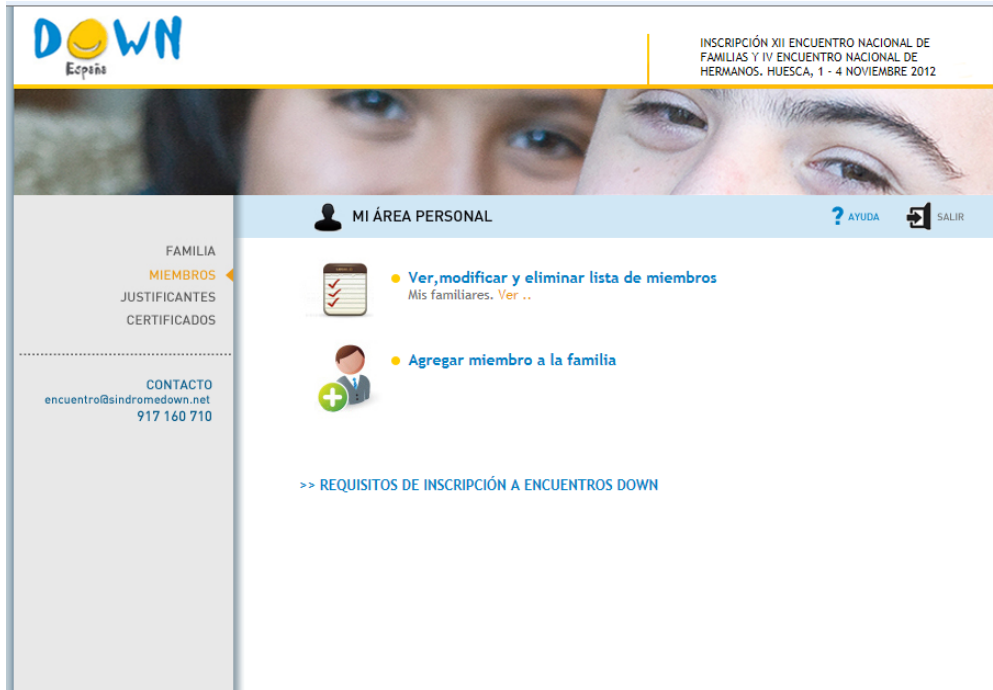 DOWN
España
INSCRIPCIÓN XII ENCUENTRO NACIONAL DE
FAMILIAS Y IV ENCUENTRO NACIONAL DE
HERMANOS. HUESCA, 1 - 4 NOVIEMBRE 2012
MI ÁREA PERSONAL
? AYUDA
SALIR
FAMILIA
MIEMBROS
JUSTIFICANTES
CERTIFICADOS
CONTACTO
encuentro@sindromedown.net
917 160 710
Ver,modificar y eliminar lista de miembros
Mis familiares. Ver ..
Agregar miembro a la familia
>> REQUISITOS DE INSCRIPCIÓN A ENCUENTROS DOWN